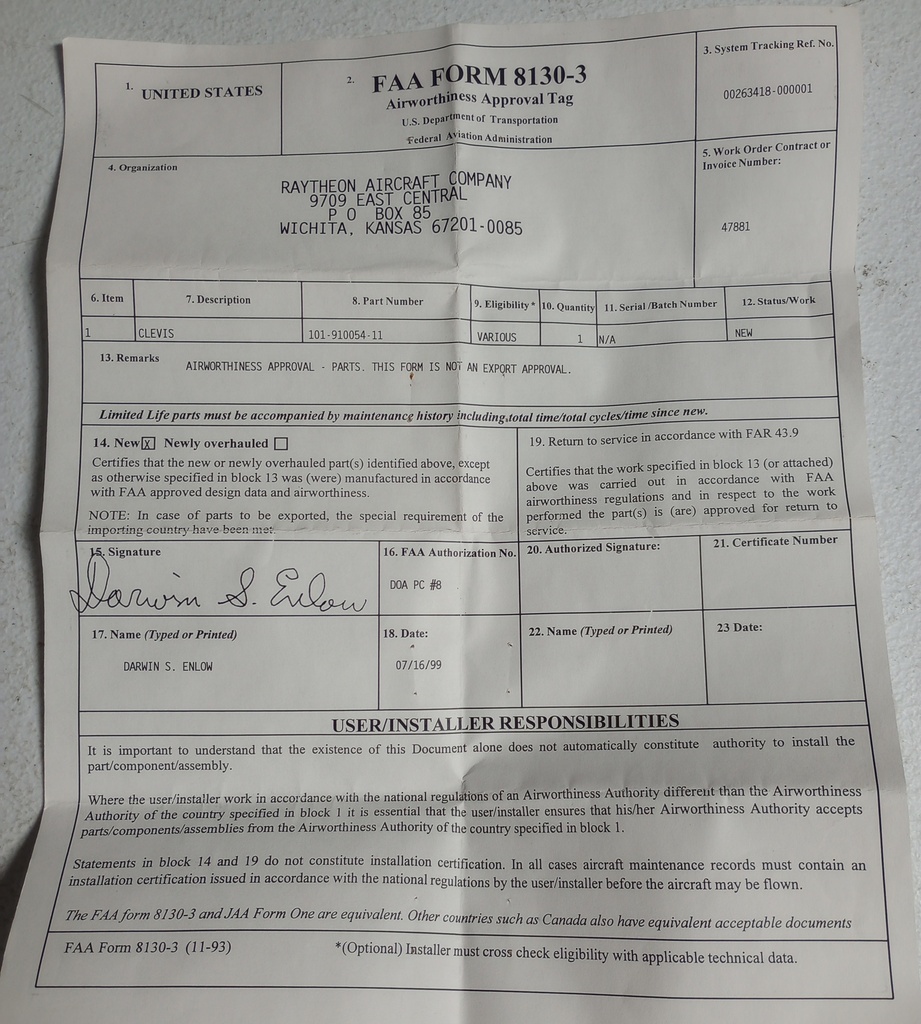 1. UNITED STATES
2. FAA FORM 8130-3
Airworthiness Approval Tag
U.S. Department of Transportation
Federal Aviation Administration
3. System Tracking Ref. No.
00263418-000001
4. Organization
RAYTHEON AIRCRAFT COMPANY
9709 EAST CENTRAL
P O BOX 85
WICHITA, KANSAS 67201-0085
5. Work Order Contract or
Invoice Number:
47881
6. Item 7. Description 8. Part Number 9. Eligibility* 10. Quantity 11. Serial /Batch Number 12. Status/Work
1 CLEVIS 101-910054-11 VARIOUS 1 N/A NEW
13. Remarks AIRWORTHINESS APPROVAL - PARTS. THIS FORM IS NOT AN EXPORT APPROVAL.
Limited Life parts must be accompanied by maintenance history including total time/total cycles/time since new.
14. New X Newly overhauled
Certifies that the new or newly overhauled part(s) identified above, except
as otherwise specified in block 13 was (were) manufactured in accordance
with FAA approved design data and airworthiness.
NOTE: In case of parts to be exported, the special requirement of the
importing country have been met.
19. Return to service in accordance with FAR 43.9
Certifies that the work specified in block 13 (or attached)
above was carried out in accordance with FAA
airworthiness regulations and in respect to the work
performed the part(s) is (are) approved for return to
service.
15. Signature
Darwin S. Enlow
16. FAA Authorization No.
DOA PC #8
20. Authorized Signature:
21. Certificate Number
17. Name (Typed or Printed)
DARWIN S. ENLOW
18. Date:
07/16/99
22. Name (Typed or Printed)
23 Date:
USER/INSTALLER RESPONSIBILITIES
It is important to understand that the existence of this Document alone does not automatically constitute authority to install the
part/component/assembly.
Where the user/installer work in accordance with the national regulations of an Airworthiness Authority different than the Airworthiness
Authority of the country specified in block 1 it is essential that the user/installer ensures that his/her Airworthiness Authority accepts
parts/components/assemblies from the Airworthiness Authority of the country specified in block 1.
Statements in block 14 and 19 do not constitute installation certification. In all cases aircraft maintenance records must contain an
installation certification issued in accordance with the national regulations by the user/installer before the aircraft may be flown.
The FAA form 8130-3 and JAA Form One are equivalent. Other countries such as Canada also have equivalent acceptable documents
FAA Form 8130-3 (11-93) *(Optional) Installer must cross check eligibility with applicable technical data.